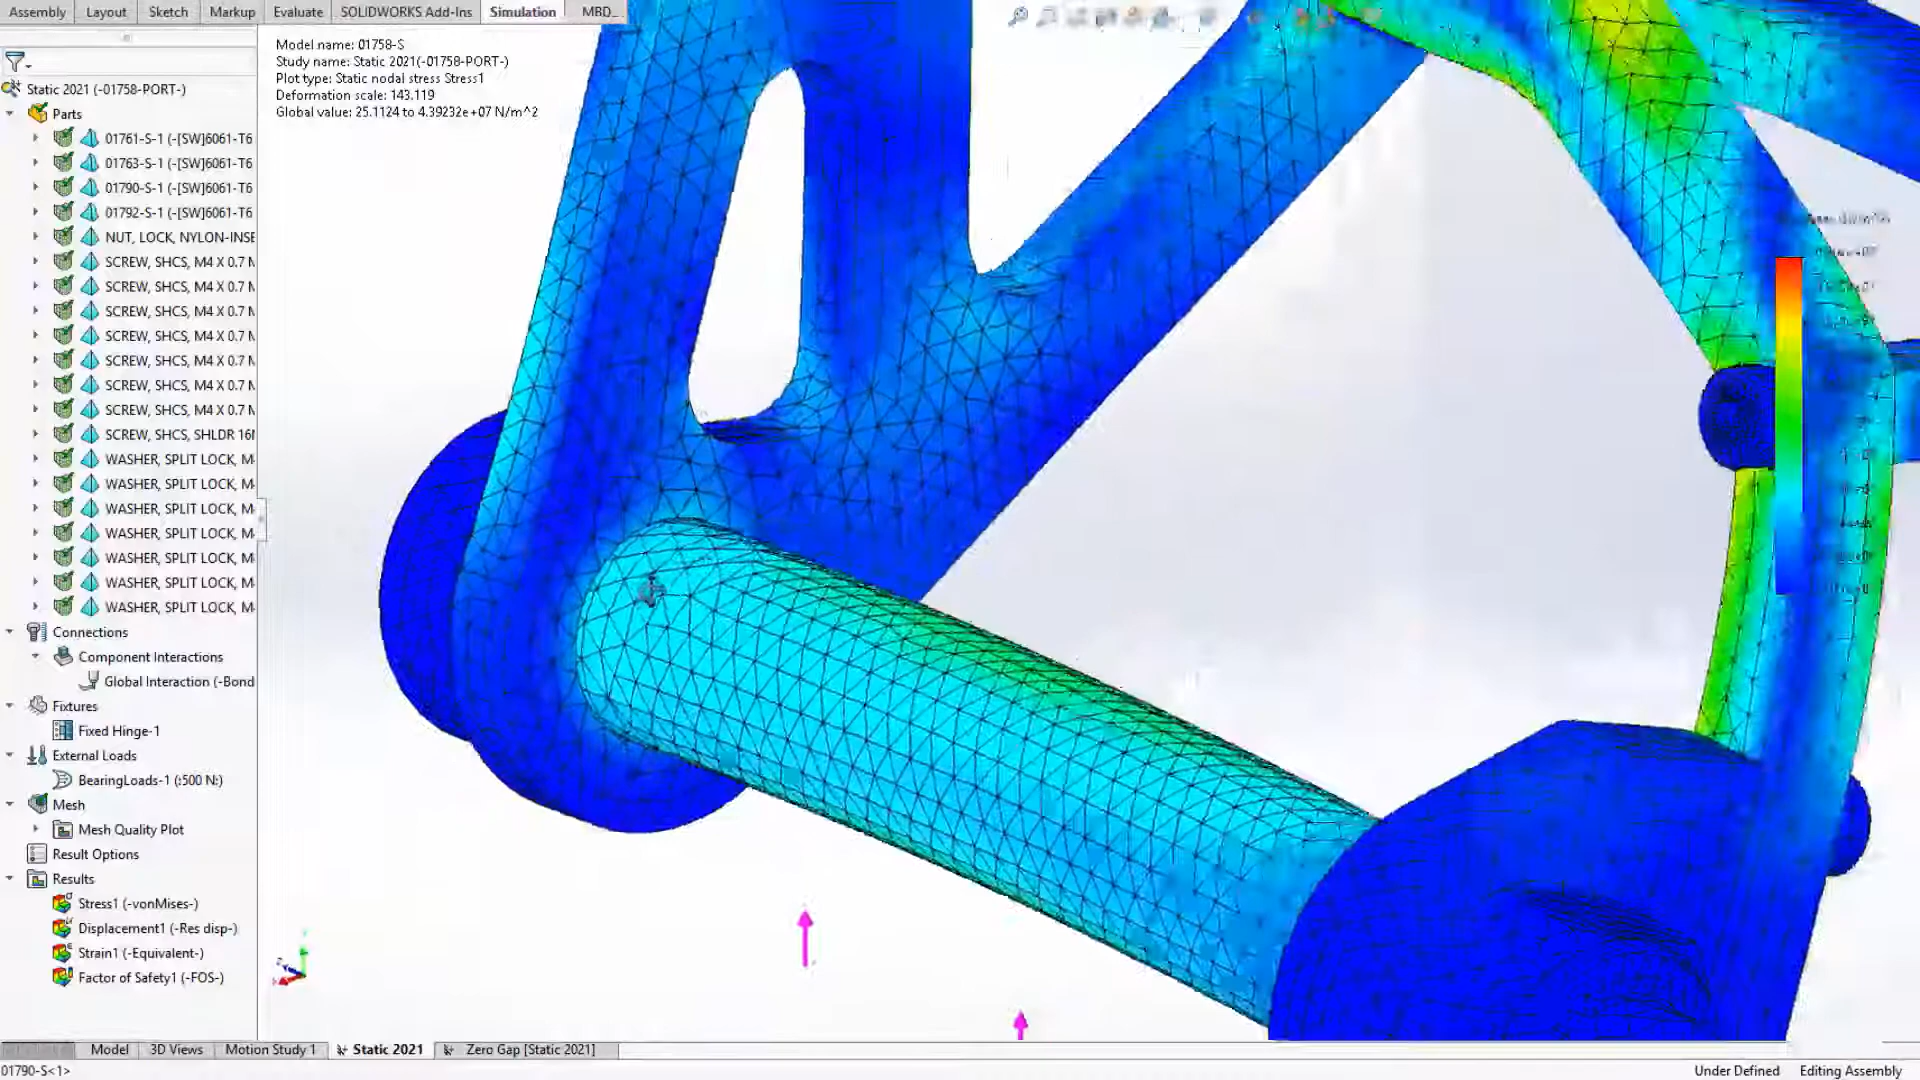 Assembly Layout Sketch Markup Evaluate SOLIDWORKS Add-Ins Simulation MBD...
Model name: 01758-S
Study name: Static 2021(-01758-PORT-)
Plot type: Static nodal stress Stress1
Deformation scale: 143.119
Global value: 25.1124 to 4.39232e+07 N/m^2
Static 2021 (-01758-PORT-)
Parts
01761-S-1 (-[SW]6061-T6
01763-S-1 (-[SW]6061-T6
01790-S-1 (-[SW]6061-T6
01792-S-1 (-[SW]6061-T6
NUT, LOCK, NYLON-INSE
SCREW, SHCS, M4 X 0.7 M
SCREW, SHCS, M4 X 0.7 M
SCREW, SHCS, M4 X 0.7 M
SCREW, SHCS, M4 X 0.7 M
SCREW, SHCS, M4 X 0.7 M
SCREW, SHCS, M4 X 0.7 M
SCREW, SHCS, M4 X 0.7 M
SCREW, SHCS, SHLDR 16M
WASHER, SPLIT LOCK, M
WASHER, SPLIT LOCK, M
WASHER, SPLIT LOCK, M
WASHER, SPLIT LOCK, M
WASHER, SPLIT LOCK, M
WASHER, SPLIT LOCK, M
WASHER, SPLIT LOCK, M
Connections
Component Interactions
Global Interaction (-Bond
Fixtures
Fixed Hinge-1
External Loads
BearingLoads-1 (:500 N:)
Mesh
Mesh Quality Plot
Result Options
Results
Stress1 (-vonMises-)
Displacement1 (-Res disp-)
Strain1 (-Equivalent-)
Factor of Safety1 (-FOS-)
Model 3D Views Motion Study 1 Static 2021 Zero Gap [Static 2021]
01790-S<1> Under Defined Editing Assembly